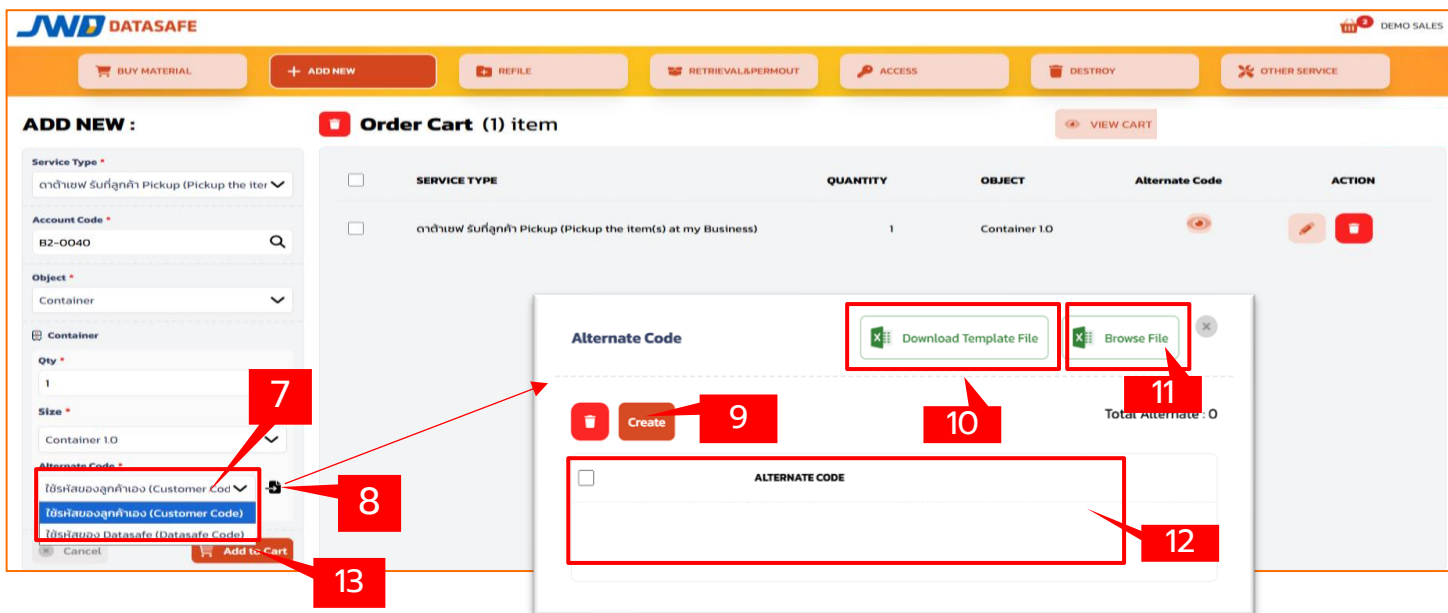 JWD DATASAFE
3
DEMO SALES
BUY MATERIAL
ADD NEW
REFILE
RETRIEVAL&PERMOUT
ACCESS
DESTROY
OTHER SERVICE
ADD NEW :
Order Cart (1) item
VIEW CART
Service Type *
ดาต้าเซฟ รับที่ลูกค้า Pickup (Pickup the iter
Account Code *
B2-0040
Object *
Container
Container
Qty *
1
Size *
Container 1.0
Alternate Code *
ใช้รหัสของลูกค้าเอง (Customer Cod
ใช้รหัสของลูกค้าเอง (Customer Code)
ใช้รหัสของ Datasafe (Datasafe Code)
Cancel
Add to Cart
7
8
13
SERVICE TYPE QUANTITY OBJECT Alternate Code ACTION
ดาต้าเซฟ รับที่ลูกค้า Pickup (Pickup the item(s) at my Business) 1 Container 1.0
Alternate Code
Download Template File
Browse File
10
11
Create
9
Total Alternate : 0
ALTERNATE CODE
12